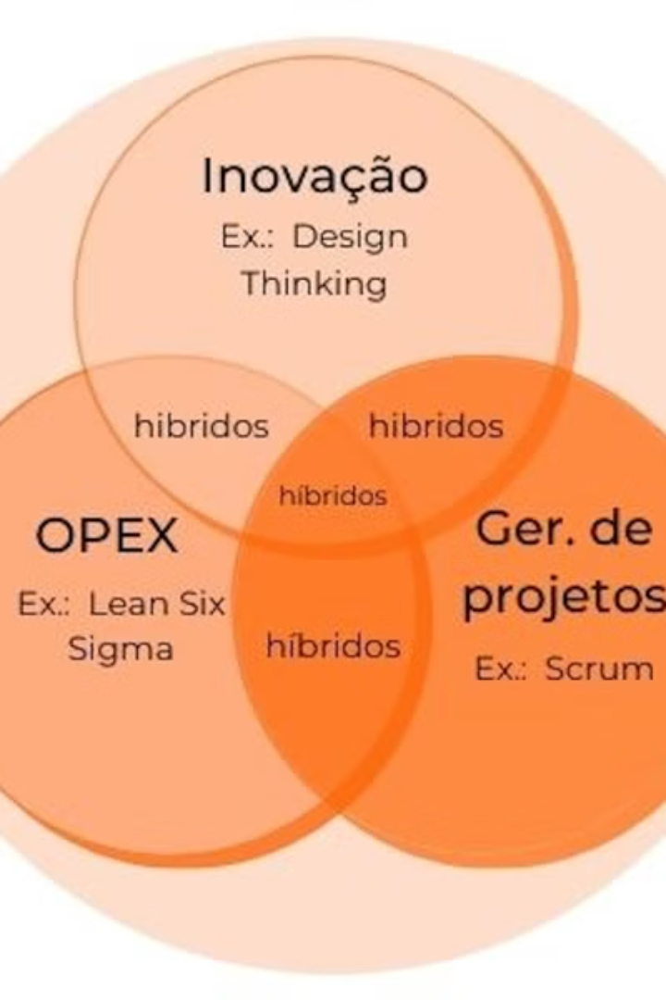 Inovação
Ex.: Design
Thinking
hibridos
hibridos
híbridos
OPEX
Ex.: Lean Six
Sigma
Ger. de
projetos
Ex.: Scrum
híbridos